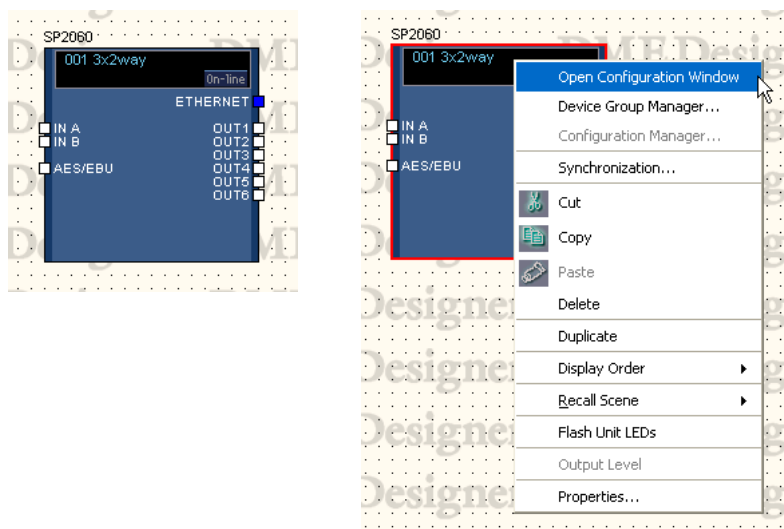 SP2060
001 3x2way
On-line
ETHERNET
IN A OUT1
IN B OUT2
OUT3
AES/EBU OUT4
OUT5
OUT6
SP2060
001 3x2way
IN A
IN B
AES/EBU
Open Configuration Window
Device Group Manager...
Configuration Manager...
Synchronization...
Cut
Copy
Paste
Delete
Duplicate
Display Order
Recall Scene
Flash Unit LEDs
Output Level
Properties...